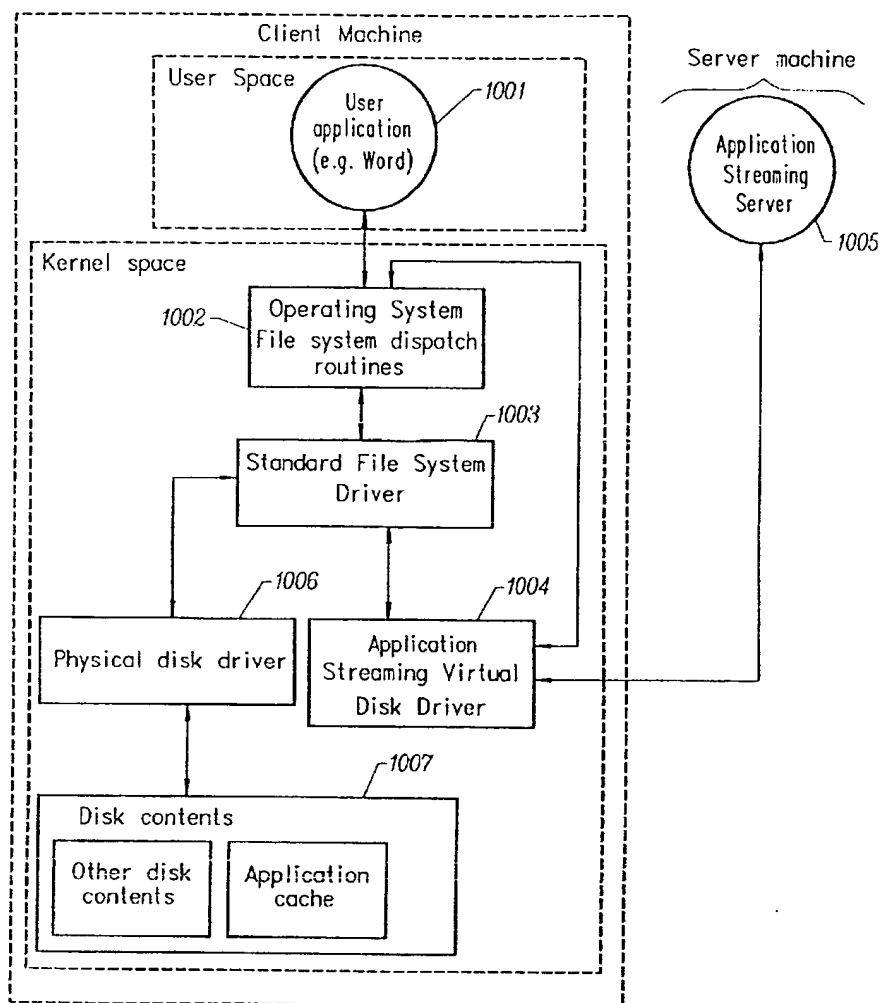 Client Machine
User Space
1001
User
application
(e.g. Word)
Server machine
Application
Streaming
Server
1005
Kernel space
1002
Operating System
File system dispatch
routines
1003
Standard File System
Driver
1006
Physical disk driver
1004
Application
Streaming Virtual
Disk Driver
1007
Disk contents
Other disk
contents
Application
cache